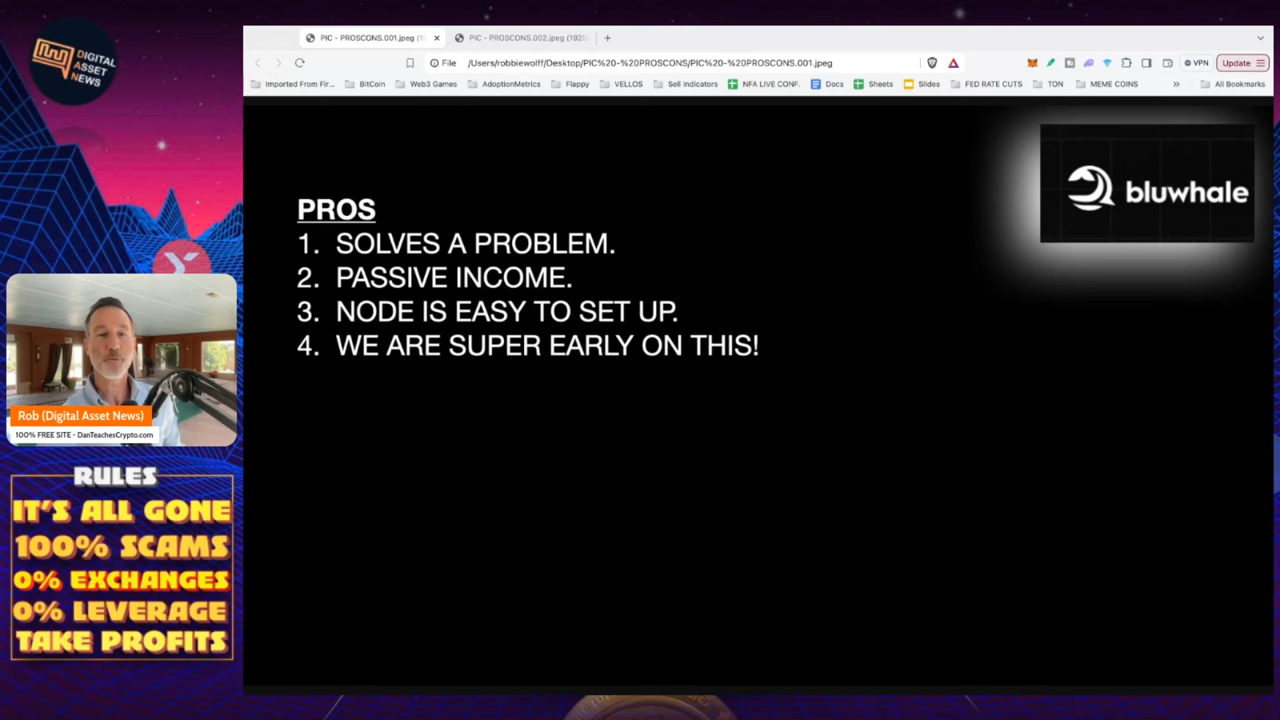 DIGITAL
ASSET
NEWS
PIC - PROSCONS.001.jpeg (1
PIC - PROSCONS.002.jpeg (1920
File
/Users/robbiewolff/Desktop/PIC%20-%20PROSCONS/PIC%20-%20PROSCONS.001.jpeg
VPN
Update
Imported From Fir...
BitCoin
Web3 Games
AdoptionMetrics
Flappy
VELLOS
Sell Indicators
NFA LIVE CONF.
Docs
Sheets
Slides
FED RATE CUTS
TON
MEME COINS
»
All Bookmarks
bluwhale
PROS
1. SOLVES A PROBLEM.
2. PASSIVE INCOME.
3. NODE IS EASY TO SET UP.
4. WE ARE SUPER EARLY ON THIS!
Rob (Digital Asset News)
100% FREE SITE - DanTeachesCrypto.com
RULES
IT'S ALL GONE
100% SCAMS
0% EXCHANGES
0% LEVERAGE
TAKE PROFITS